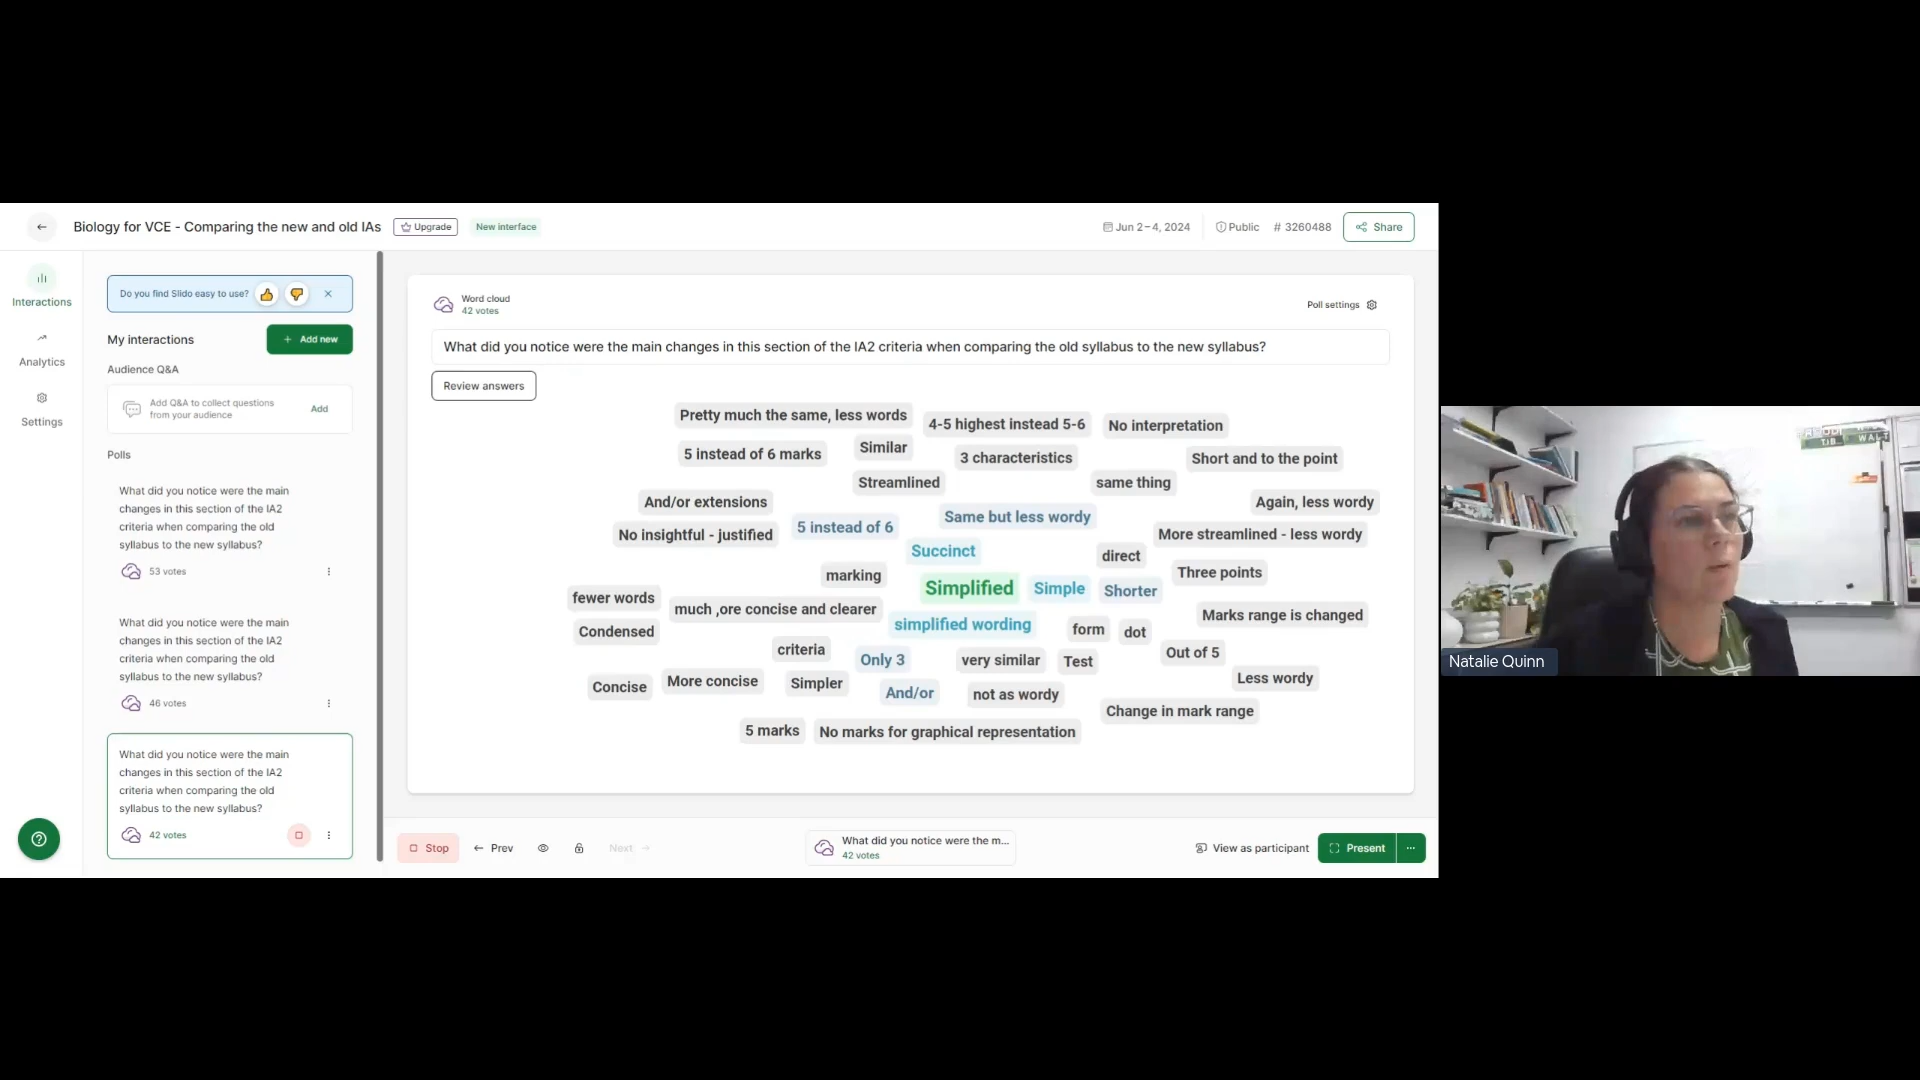 Biology for VCE - Comparing the new and old IAs
Upgrade
New interface
Jun 2–4, 2024
Public
# 3260488
Share
Interactions
Analytics
Settings
Do you find Slido easy to use?
My interactions
+ Add new
Audience Q&A
Add Q&A to collect questions
from your audience
Add
Polls
What did you notice were the main
changes in this section of the IA2
criteria when comparing the old
syllabus to the new syllabus?
53 votes
What did you notice were the main
changes in this section of the IA2
criteria when comparing the old
syllabus to the new syllabus?
46 votes
What did you notice were the main
changes in this section of the IA2
criteria when comparing the old
syllabus to the new syllabus?
42 votes
Word cloud
42 votes
Poll settings
What did you notice were the main changes in this section of the IA2 criteria when comparing the old syllabus to the new syllabus?
Review answers
Pretty much the same, less words
4-5 highest instead 5-6
No interpretation
5 instead of 6 marks
Similar
3 characteristics
Short and to the point
Streamlined
same thing
And/or extensions
Again, less wordy
No insightful - justified
5 instead of 6
Same but less wordy
More streamlined - less wordy
Succinct
direct
marking
Three points
Simplified
Simple
Shorter
fewer words
much ,ore concise and clearer
Marks range is changed
simplified wording
form
dot
Condensed
criteria
Only 3
very similar
Test
Out of 5
Concise
More concise
Simpler
And/or
not as wordy
Less wordy
Change in mark range
5 marks
No marks for graphical representation
Stop
Prev
Next
What did you notice were the m...
42 votes
View as participant
Present
Natalie Quinn